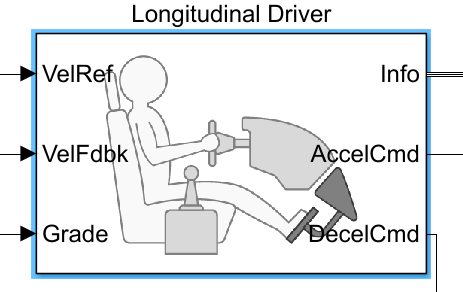 Longitudinal Driver
VelRef
Info
VelFdbk
AccelCmd
Grade
DecelCmd